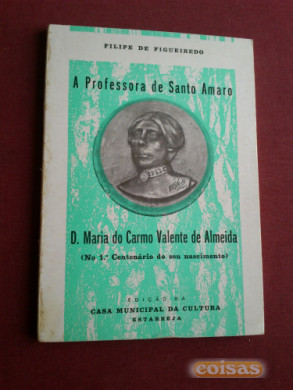 FILIPE DE FIGUEIREDO
A Professora de Santo Amaro
D. Maria do Carmo Valente de Almeida
(No 1.º Centenário do seu nascimento)
EDIÇÃO DA
CASA MUNICIPAL DA CULTURA
ESTARREJA
coisas